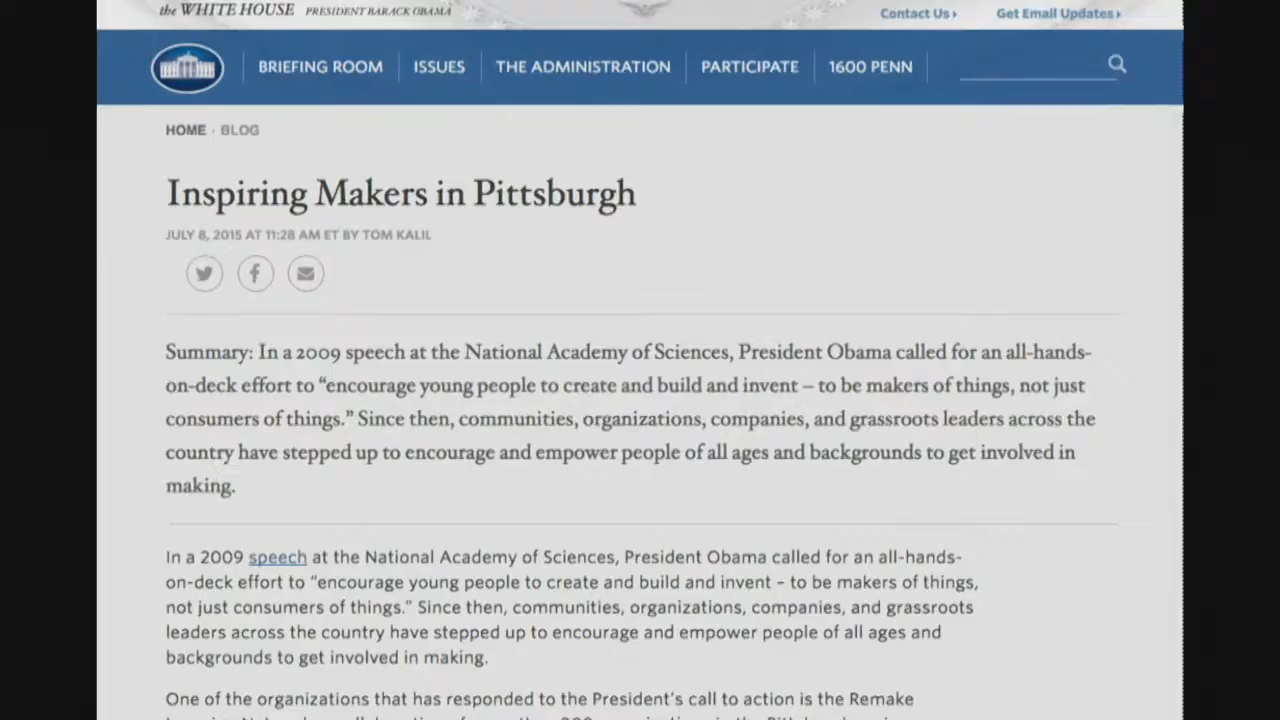 the WHITE HOUSE PRESIDENT BARACK OBAMA
Contact Us
Get Email Updates
BRIEFING ROOM ISSUES THE ADMINISTRATION PARTICIPATE 1600 PENN
HOME · BLOG
Inspiring Makers in Pittsburgh
JULY 8, 2015 AT 11:28 AM ET BY TOM KALIL
Summary: In a 2009 speech at the National Academy of Sciences, President Obama called for an all-hands-
on-deck effort to “encourage young people to create and build and invent – to be makers of things, not just
consumers of things.” Since then, communities, organizations, companies, and grassroots leaders across the
country have stepped up to encourage and empower people of all ages and backgrounds to get involved in
making.
In a 2009 speech at the National Academy of Sciences, President Obama called for an all-hands-
on-deck effort to “encourage young people to create and build and invent – to be makers of things,
not just consumers of things.” Since then, communities, organizations, companies, and grassroots
leaders across the country have stepped up to encourage and empower people of all ages and
backgrounds to get involved in making.
One of the organizations that has responded to the President’s call to action is the Remake